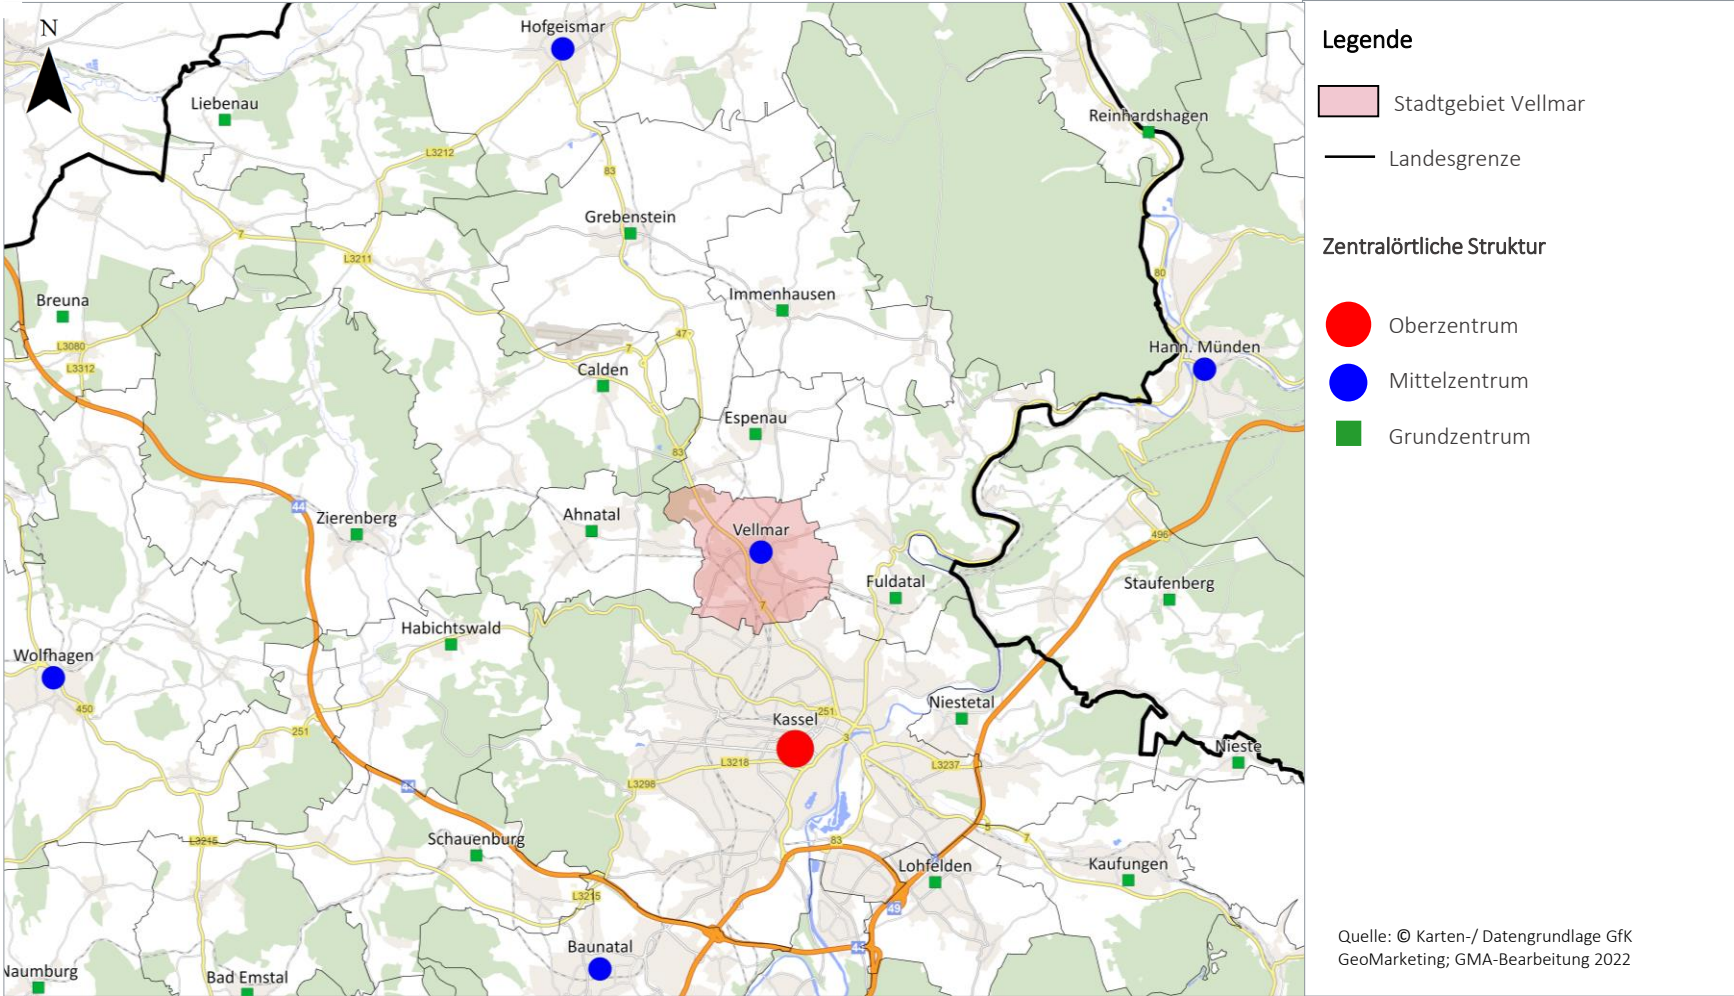 N
Hofgeismar
Liebenau
Reinhardshagen
L3212
83
Grebenstein
7
L3211
80
Breuna
Immenhausen
47
L3080
7
Hann. Münden
L3312
Calden
Espenau
83
44
Zierenberg
Ahnatal
Vellmar
496
Fuldatal
Staufenberg
7
Habichtswald
Wolfhagen
450
251
Niestetal
Kassel
251
3
Nieste
L3218
L3237
L3298
44
5
7
L3215
Schauenburg
83
Lohfelden
Kaufungen
L3215
49
Baunatal
Naumburg
Bad Emstal
Legende
Stadtgebiet Vellmar
Landesgrenze
Zentralörtliche Struktur
Oberzentrum
Mittelzentrum
Grundzentrum
Quelle: © Karten-/ Datengrundlage GfK
GeoMarketing; GMA-Bearbeitung 2022